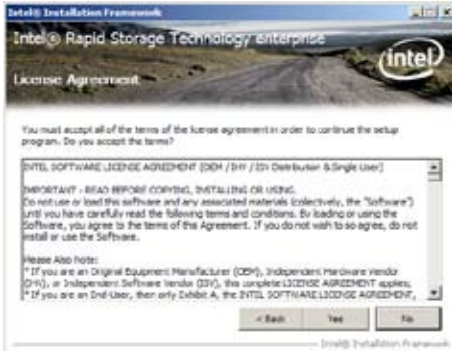 Intel® Installation Framework
Intel® Rapid Storage Technology enterprise
intel
License Agreement
You must accept all of the terms of the license agreement in order to continue the setup
program. Do you accept the terms?
INTEL SOFTWARE LICENSE AGREEMENT (OEM / IHV / ISV Distribution & Single User)
IMPORTANT - READ BEFORE COPYING, INSTALLING OR USING.
Do not use or load this software and any associated materials (collectively, the "Software")
until you have carefully read the following terms and conditions. By loading or using the
Software, you agree to the terms of this Agreement. If you do not wish to so agree, do not
install or use the Software.
Please Also Note:
* If you are an Original Equipment Manufacturer (OEM), Independent Hardware Vendor
(IHV), or Independent Software Vendor (ISV), this complete LICENSE AGREEMENT applies;
* If you are an End-User, then only Exhibit A, the INTEL SOFTWARE LICENSE AGREEMENT,
< Back
Yes
No
Intel® Installation Framework